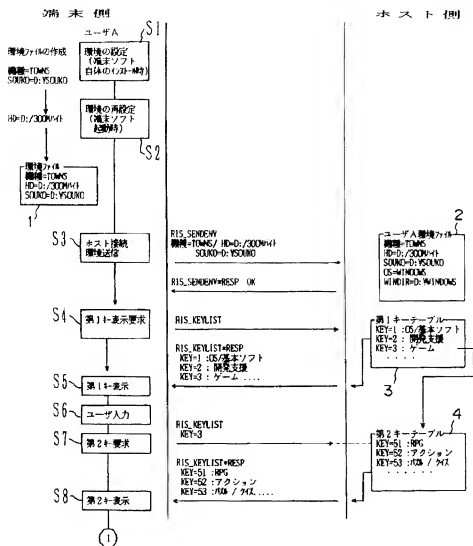 端末側
ホスト側
ユーザA
S1
環境の設定
(端末ソフト
自体のインストール時)
環境ファイルの作成
機種=TOWNS
SOUKO=D:¥SOUKO
環境の再設定
(端末ソフト
起動時)
S2
HD=D:/300Mバイト
環境ファイル
機種=TOWNS
HD=D:/300Mバイト
SOUKO=D:¥SOUKO
1
S3
ホスト接続
環境送信
RIS_SENDENV
機種=TOWNS/ HD=D:/300Mバイト
SOUKO=D:¥SOUKO
RIS_SENDENV*RESP OK
2
ユーザA環境ファイル
機種=TOWNS
HD=D:/300Mバイト
SOUKO=D:¥SOUKO
OS=WINDOWS
WINDIR=D:¥WINDOWS
S4
第1キー表示要求
RIS_KEYLIST
RIS_KEYLIST*RESP
KEY=1 :OS/基本ソフト
KEY=2 : 開発支援
KEY=3 : ゲーム ....
第1キーテーブル
KEY=1 : OS/基本ソフト
KEY=2 : 開発支援
KEY=3 : ゲーム
. . . .
3
S5
第1キー表示
S6
ユーザ入力
S7
第2キー要求
RIS_KEYLIST
KEY=3
4
第2キーテーブル
KEY=51 : RPG
KEY=52 : アクション
KEY=53 : パズル / クイズ
. . . . . .
RIS_KEYLIST*RESP
KEY=51 :RPG
KEY=52 :アクション
KEY=53 :パズル / クイズ.....
S8
第2キー表示
1